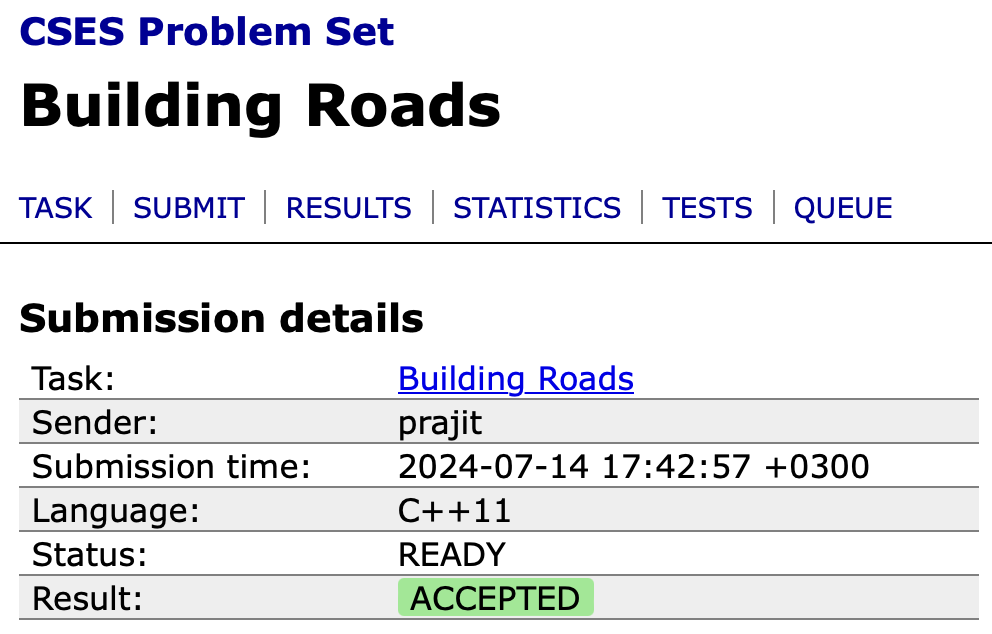 CSES Problem Set
Building Roads
TASK SUBMIT RESULTS STATISTICS TESTS QUEUE
Submission details
Task: Building Roads
Sender: prajit
Submission time: 2024-07-14 17:42:57 +0300
Language: C++11
Status: READY
Result: ACCEPTED